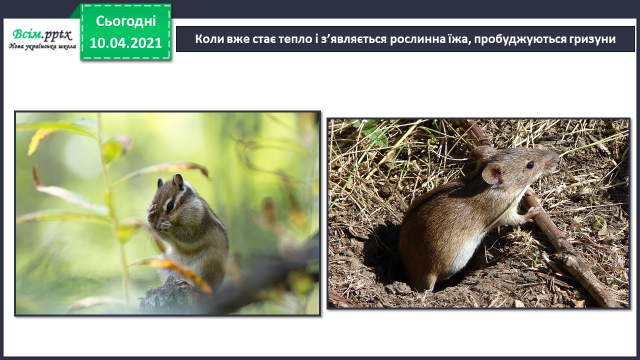 Всім.pptx
Нова українська школа
Сьогодні
10.04.2021
Коли вже стає тепло і з’являється рослинна їжа, пробуджуються гризуни